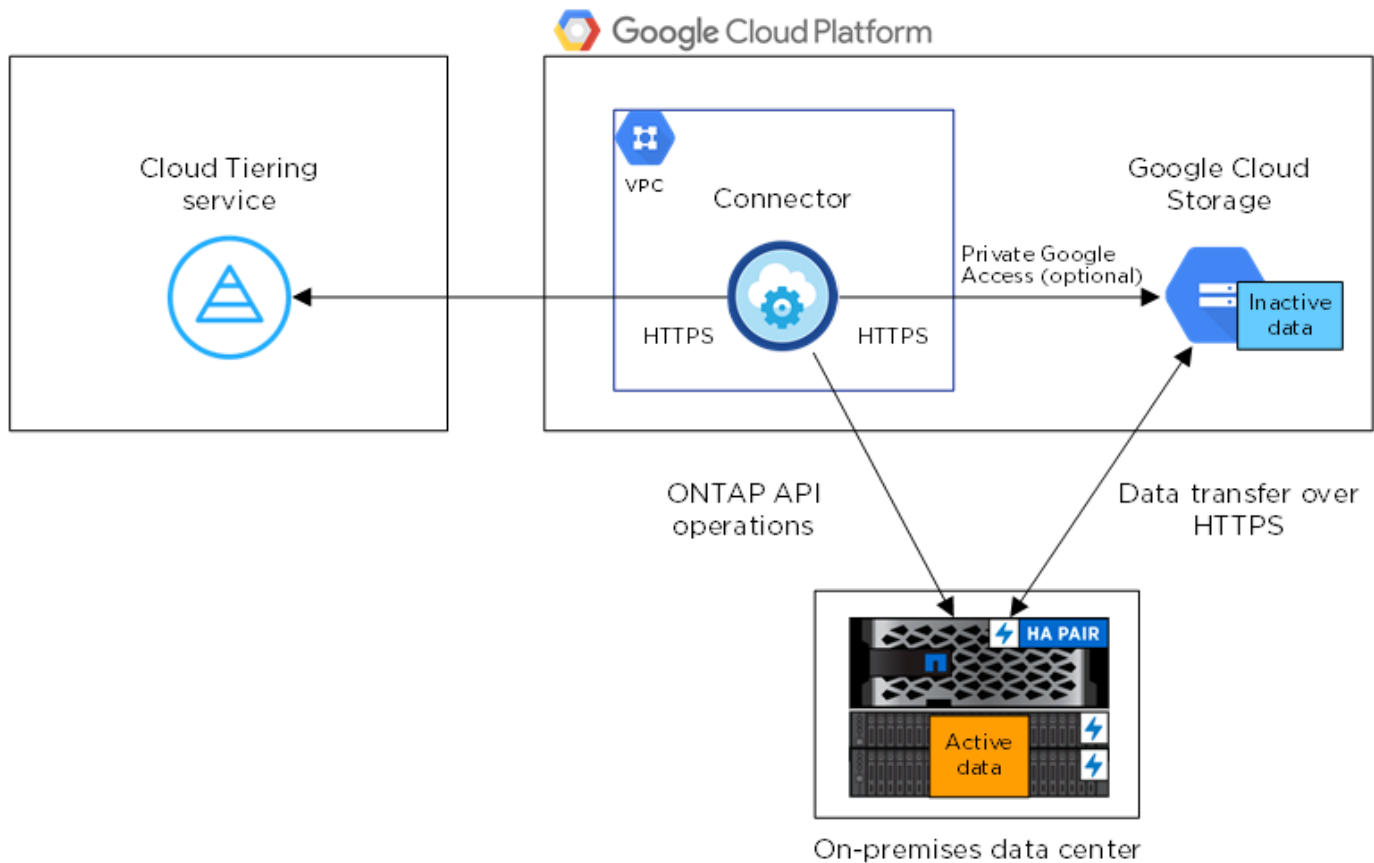 Google Cloud Platform
Cloud Tiering
service
VPC
Connector
Google Cloud
Storage
Private Google
Access (optional)
HTTPS
HTTPS
Inactive
data
ONTAP API
operations
Data transfer over
HTTPS
HA PAIR
Active
data
On-premises data center